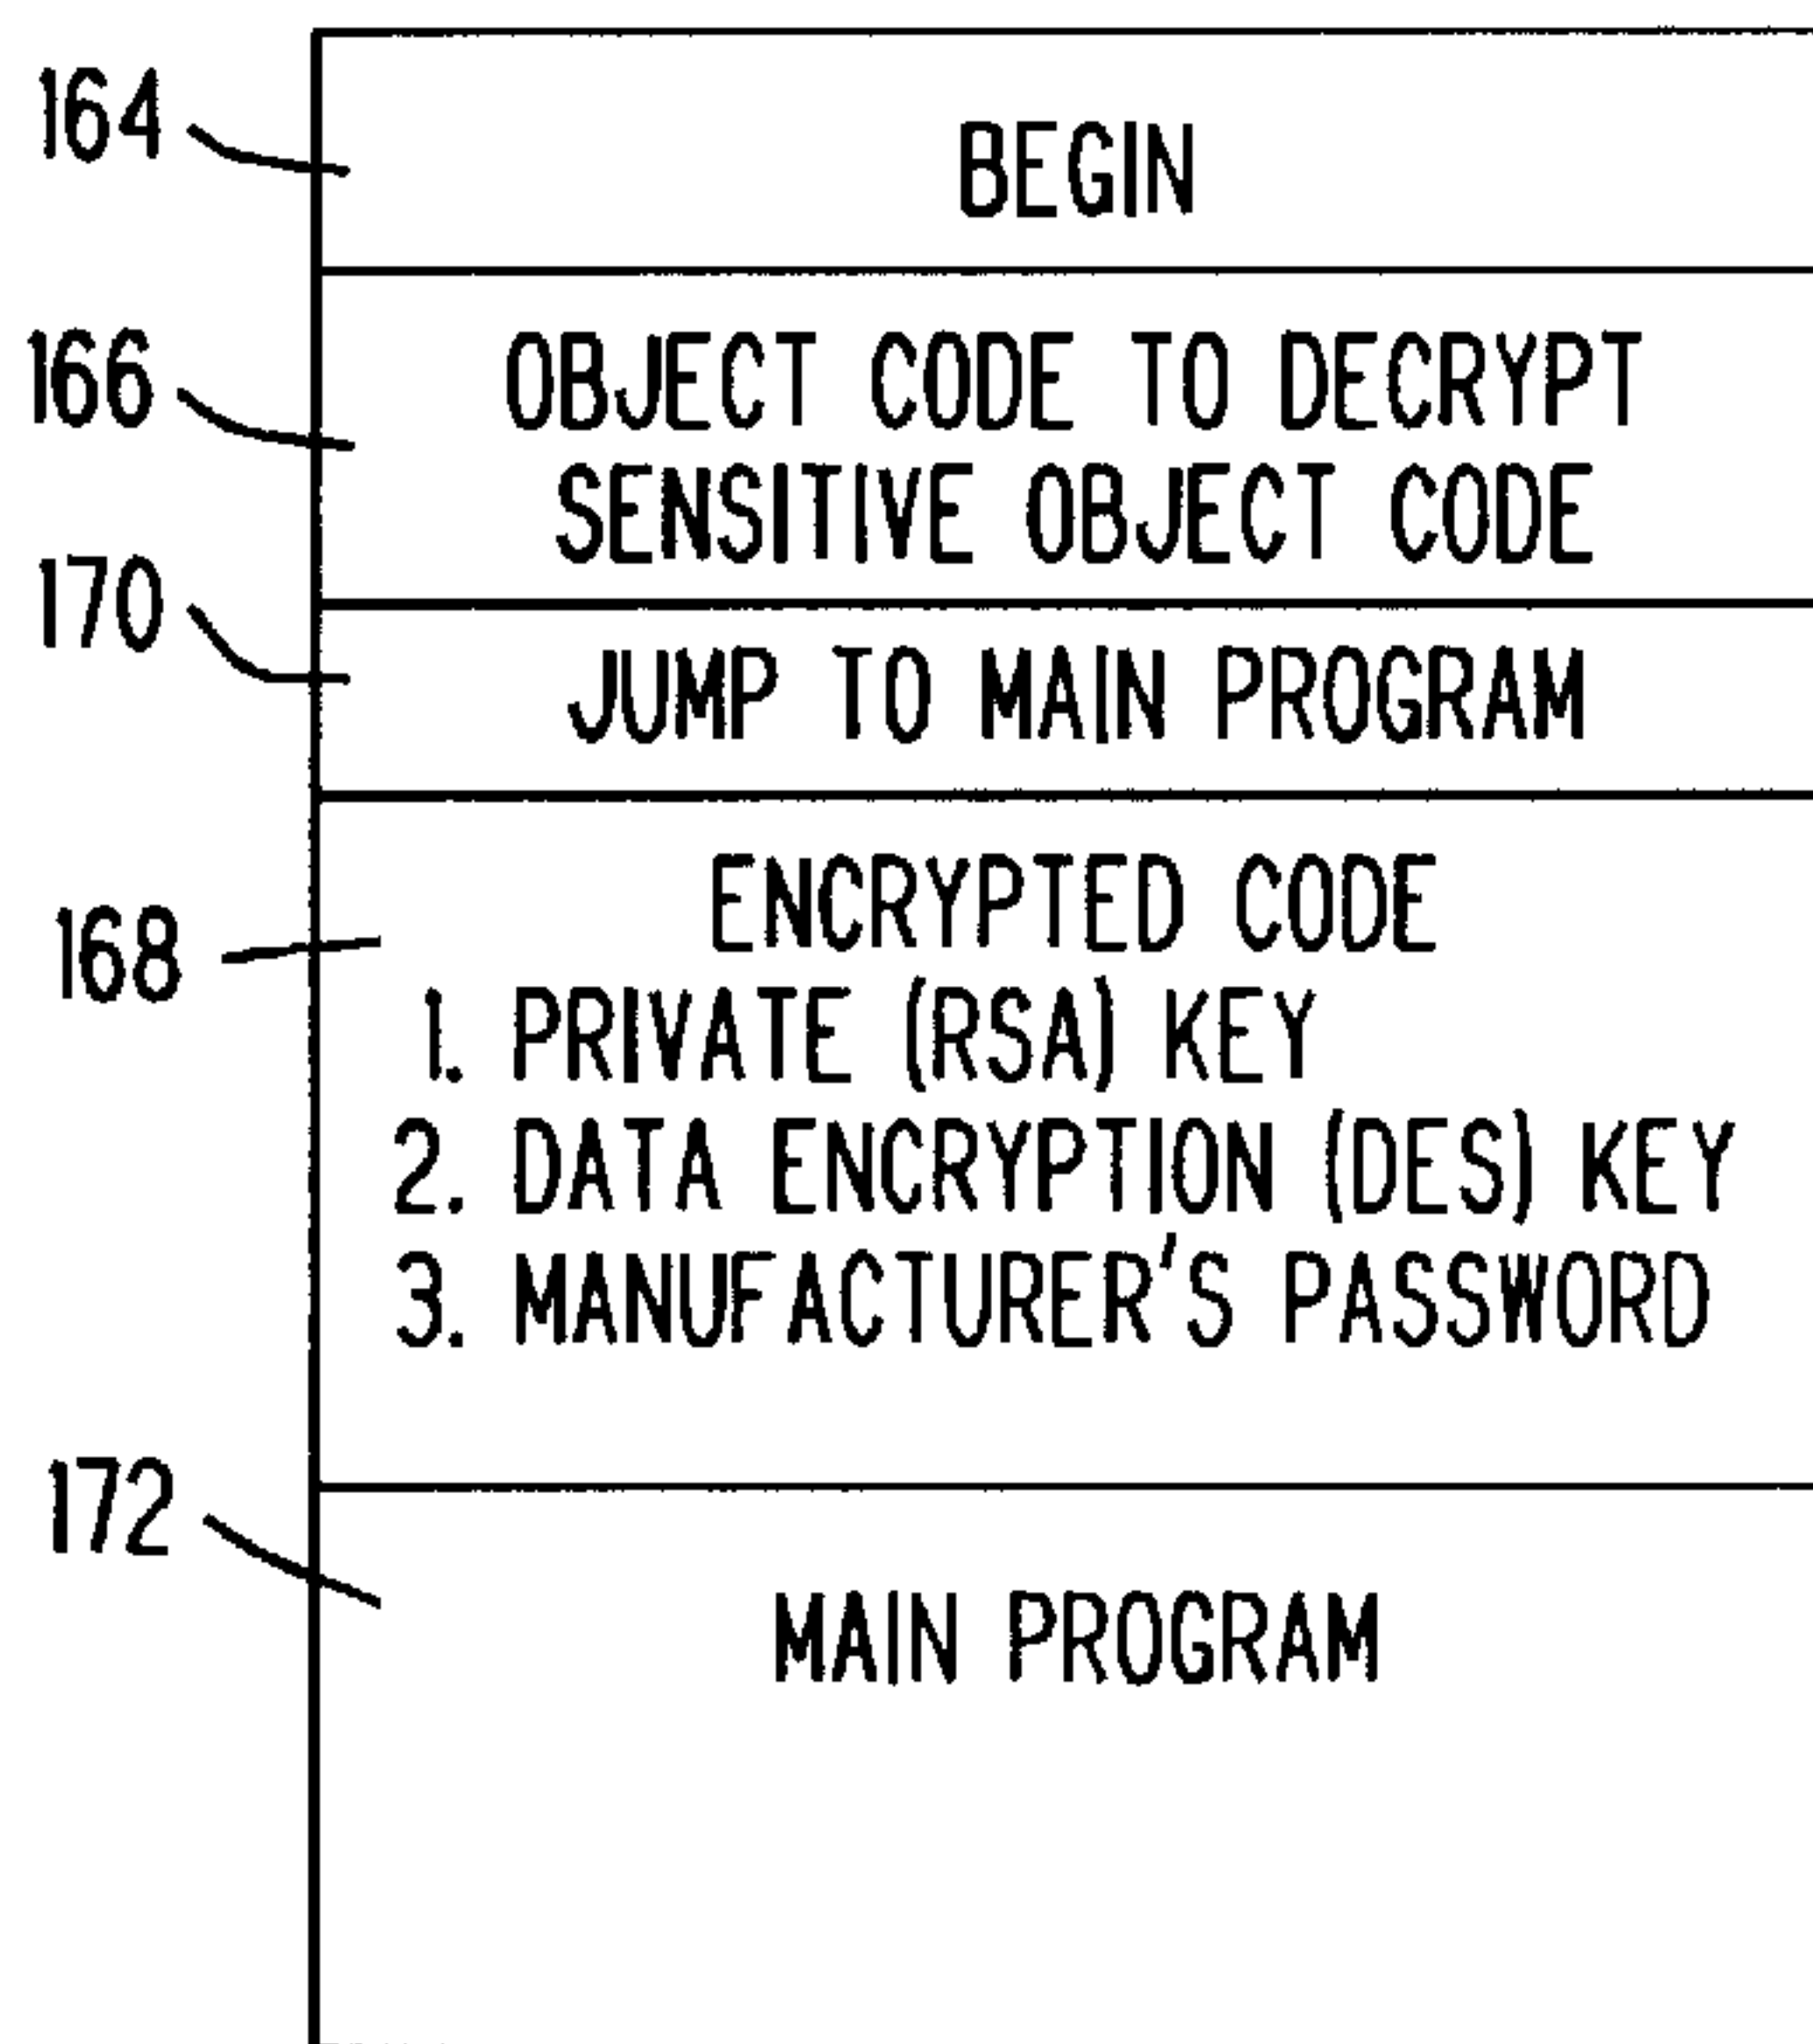 164
BEGIN
166
OBJECT CODE TO DECRYPT
SENSITIVE OBJECT CODE
170
JUMP TO MAIN PROGRAM
168
ENCRYPTED CODE
1. PRIVATE (RSA) KEY
2. DATA ENCRYPTION (DES) KEY
3. MANUFACTURER'S PASSWORD
172
MAIN PROGRAM